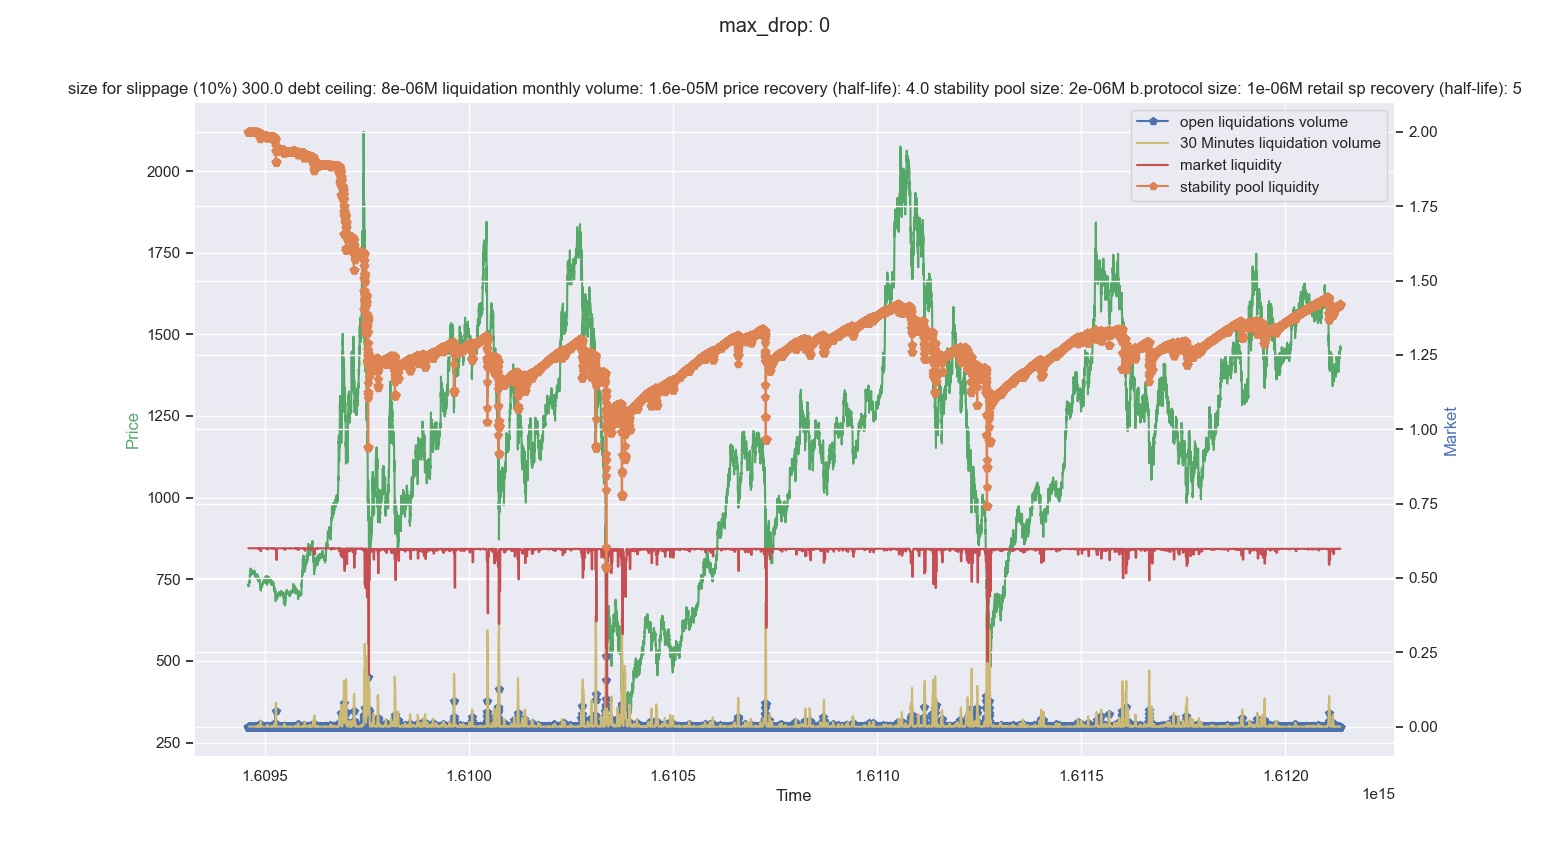 max_drop: 0
size for slippage (10%) 300.0 debt ceiling: 8e-06M liquidation monthly volume: 1.6e-05M price recovery (half-life): 4.0 stability pool size: 2e-06M b.protocol size: 1e-06M retail sp recovery (half-life): 5
open liquidations volume
30 Minutes liquidation volume
market liquidity
stability pool liquidity
2000
1750
1500
1250
1000
750
500
250
Price
2.00
1.75
1.50
1.25
1.00
0.75
0.50
0.25
0.00
Market
1.6095 1.6100 1.6105 1.6110 1.6115 1.6120
Time
1e15